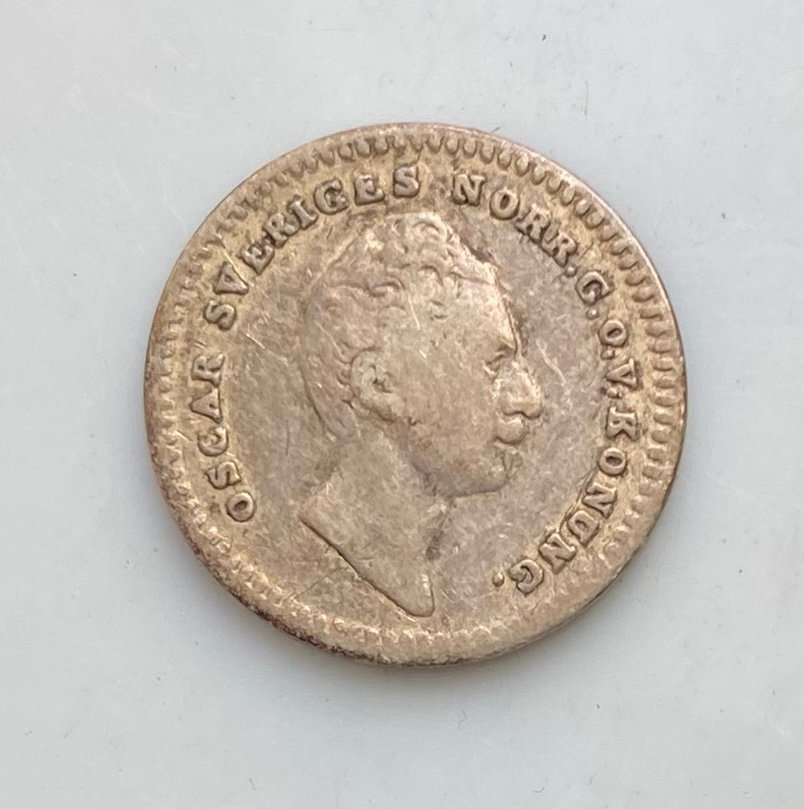 OSCAR SVERIGES NORR. G. O. V. KONUNG.